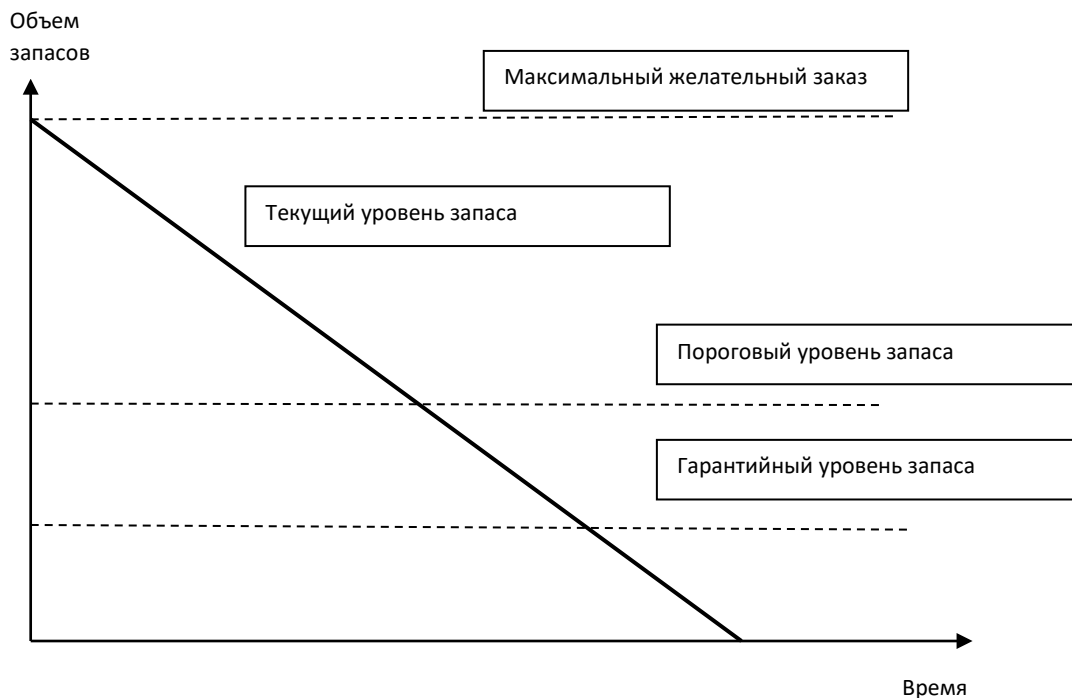 Объем
запасов
Максимальный желательный заказ
Текущий уровень запаса
Пороговый уровень запаса
Гарантийный уровень запаса
Время